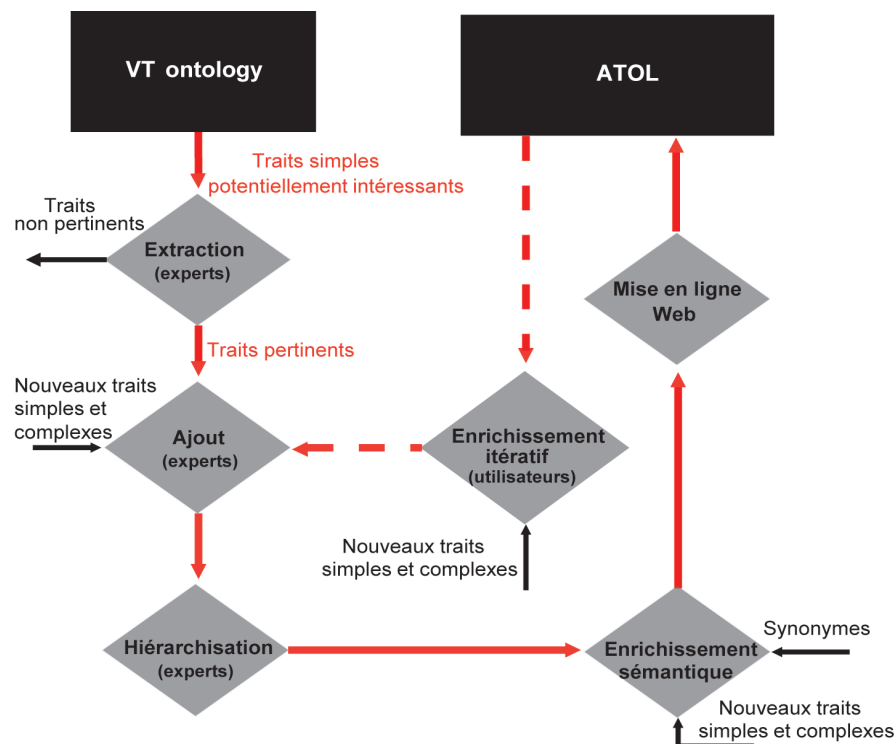 VT ontology
ATOL
Traits simples
potentiellement intéressants
Traits
non pertinents
Extraction
(experts)
Mise en ligne
Web
Traits pertinents
Nouveaux traits
simples et
complexes
Ajout
(experts)
Enrichissement
itératif
(utilisateurs)
Nouveaux traits
simples et complexes
Hiérarchisation
(experts)
Enrichissement
sémantique
Synonymes
Nouveaux traits
simples et complexes